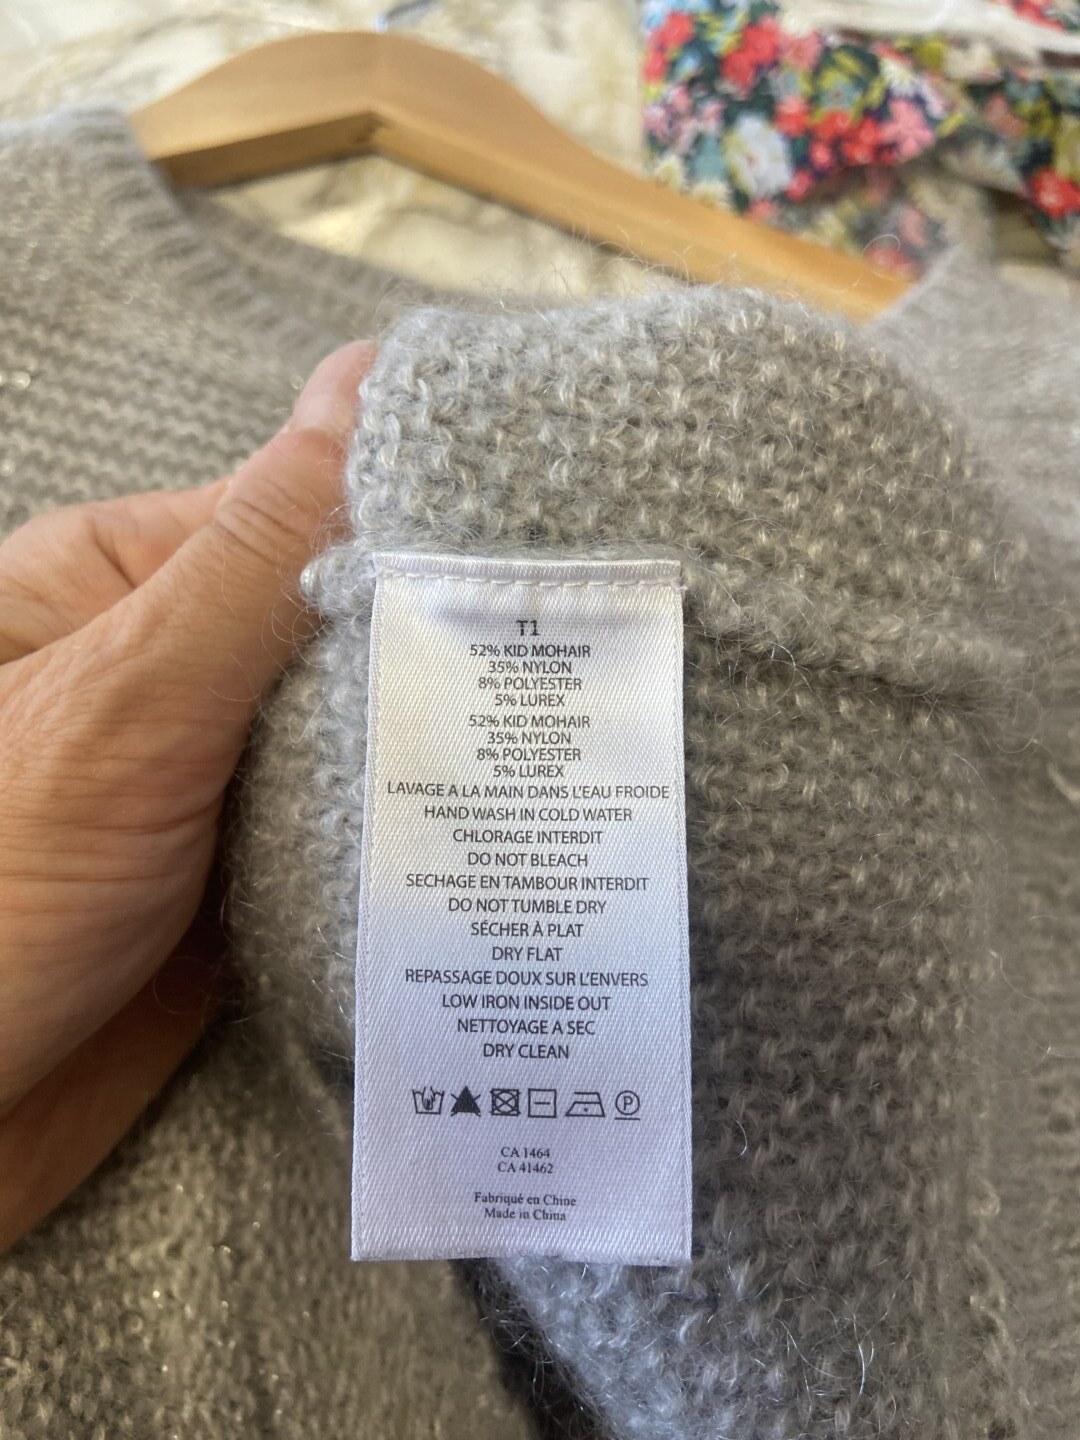 T1
52% KID MOHAIR
35% NYLON
8% POLYESTER
5% LUREX
52% KID MOHAIR
35% NYLON
8% POLYESTER
5% LUREX
LAVAGE A LA MAIN DANS L'EAU FROIDE
HAND WASH IN COLD WATER
CHLORAGE INTERDIT
DO NOT BLEACH
SECHAGE EN TAMBOUR INTERDIT
DO NOT TUMBLE DRY
SÉCHER À PLAT
DRY FLAT
REPASSAGE DOUX SUR L'ENVERS
LOW IRON INSIDE OUT
NETTOYAGE A SEC
DRY CLEAN
P
CA 1464
CA 41462
Fabriqué en Chine
Made in China